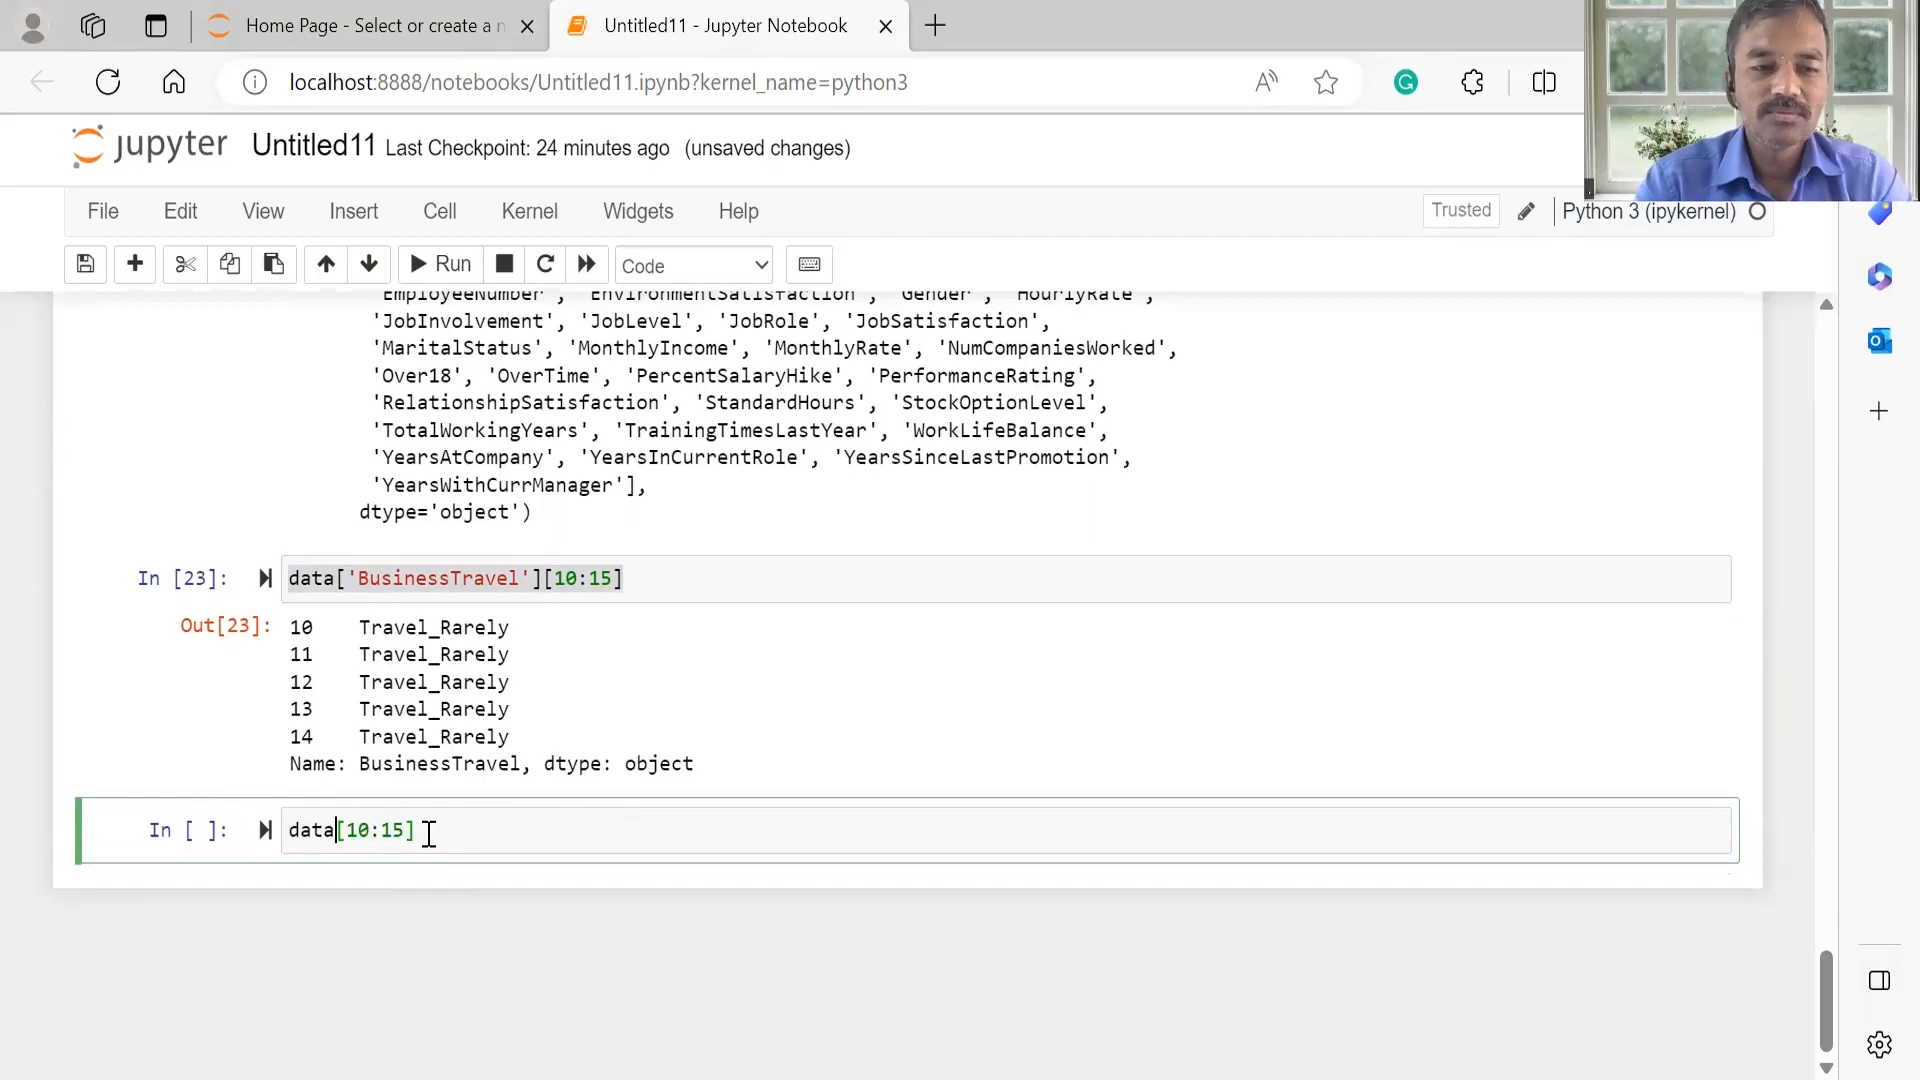 Home Page - Select or create a n
Untitled11 - Jupyter Notebook
localhost:8888/notebooks/Untitled11.ipynb?kernel_name=python3
jupyter Untitled11 Last Checkpoint: 24 minutes ago (unsaved changes)
File Edit View Insert Cell Kernel Widgets Help Trusted Python 3 (ipykernel)
Run Code
'EmployeeNumber', 'EnvironmentSatisfaction', 'Gender', 'HourlyRate',
'JobInvolvement', 'JobLevel', 'JobRole', 'JobSatisfaction',
'MaritalStatus', 'MonthlyIncome', 'MonthlyRate', 'NumCompaniesWorked',
'Over18', 'OverTime', 'PercentSalaryHike', 'PerformanceRating',
'RelationshipSatisfaction', 'StandardHours', 'StockOptionLevel',
'TotalWorkingYears', 'TrainingTimesLastYear', 'WorkLifeBalance',
'YearsAtCompany', 'YearsInCurrentRole', 'YearsSinceLastPromotion',
'YearsWithCurrManager'],
dtype='object')
In [23]: data['BusinessTravel'][10:15]
Out[23]: 10 Travel_Rarely
11 Travel_Rarely
12 Travel_Rarely
13 Travel_Rarely
14 Travel_Rarely
Name: BusinessTravel, dtype: object
In [ ]: data[10:15]